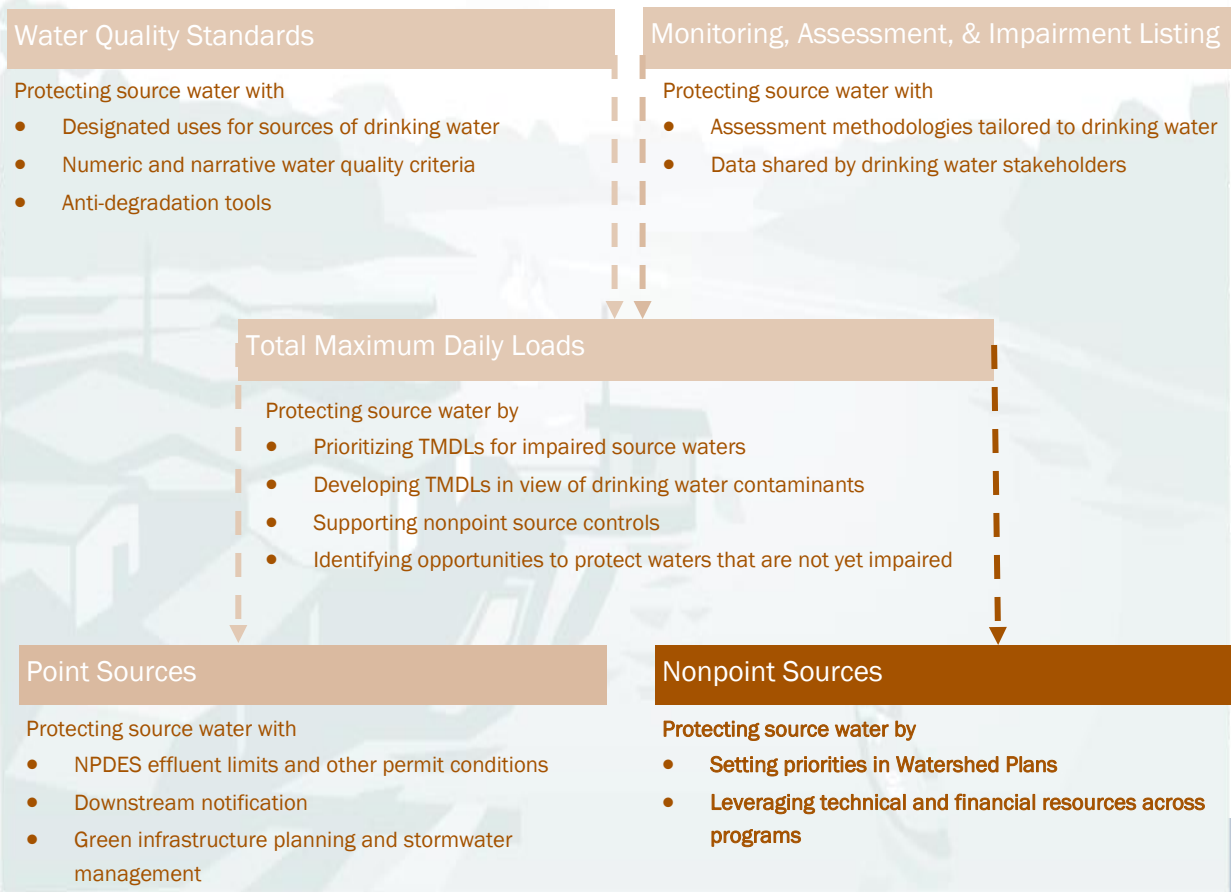 Water Quality Standards
Protecting source water with
• Designated uses for sources of drinking water
• Numeric and narrative water quality criteria
• Anti-degradation tools
Monitoring, Assessment, & Impairment Listing
Protecting source water with
• Assessment methodologies tailored to drinking water
• Data shared by drinking water stakeholders
Total Maximum Daily Loads
Protecting source water by
• Prioritizing TMDLs for impaired source waters
• Developing TMDLs in view of drinking water contaminants
• Supporting nonpoint source controls
• Identifying opportunities to protect waters that are not yet impaired
Point Sources
Protecting source water with
• NPDES effluent limits and other permit conditions
• Downstream notification
• Green infrastructure planning and stormwater
management
Nonpoint Sources
Protecting source water by
• Setting priorities in Watershed Plans
• Leveraging technical and financial resources across
programs